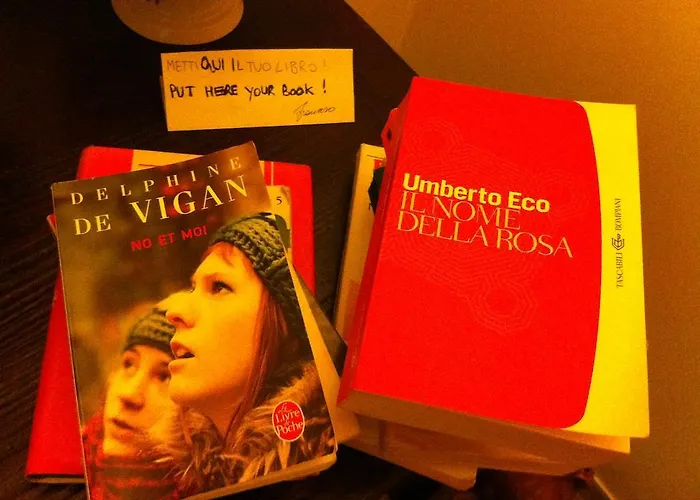 METTI QUI IL TUO LIBRO!
PUT HERE YOUR BOOK!
DELPHINE
DE VIGAN
NO ET MOI
Le
Livre
de
Poche
5
Umberto Eco
IL NOME
DELLA ROSA
TASCABILI BOMPIANI